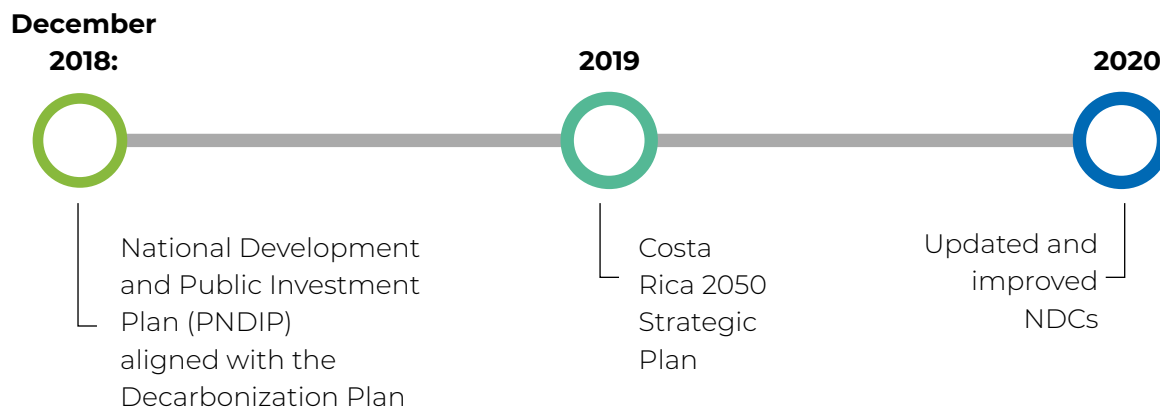 December
2018:
2019
2020
National Development
and Public Investment
Plan (PNDIP)
aligned with the
Decarbonization Plan
Costa
Rica 2050
Strategic
Plan
Updated and
improved
NDCs